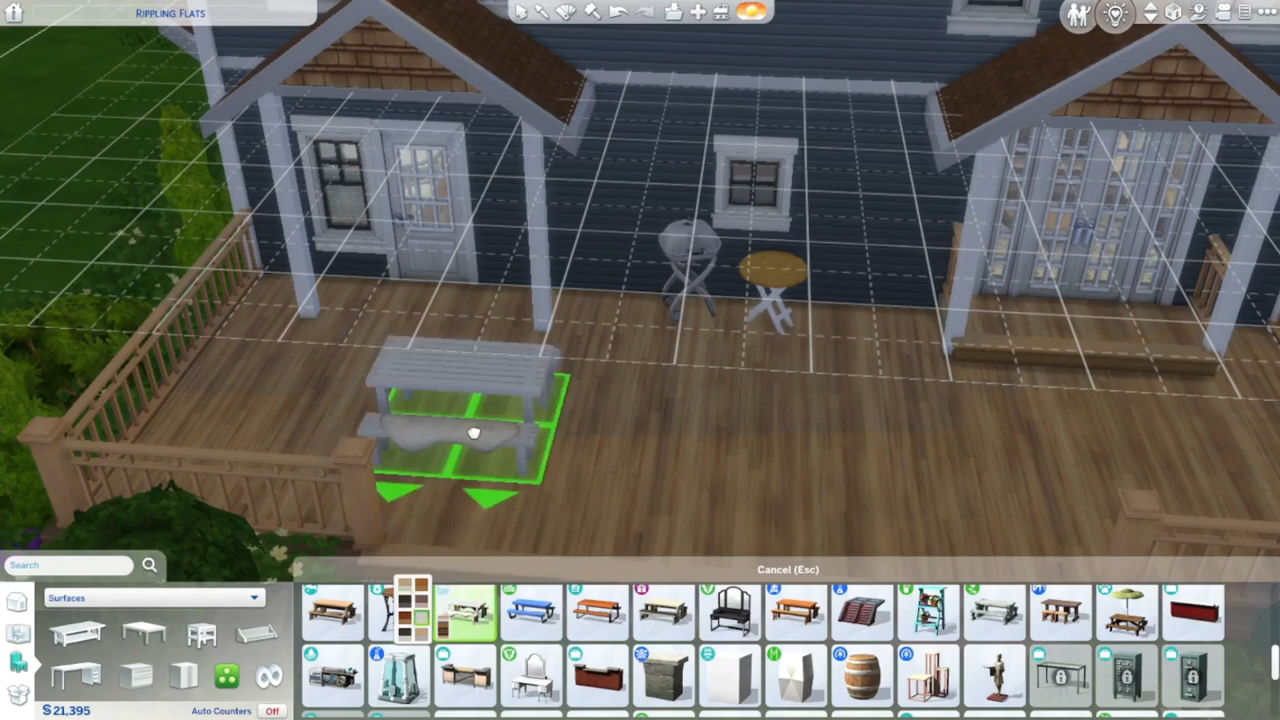 RIPPLING FLATS
Cancel (Esc)
Search
Surfaces
§21,395
Auto Counters
Off